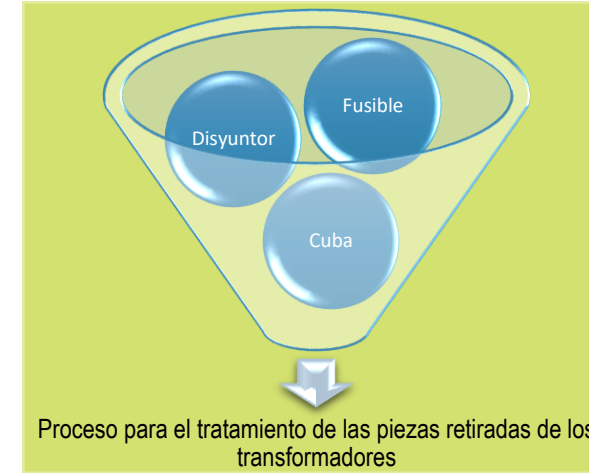 Fusible
Disyuntor
Cuba
Proceso para el tratamiento de las piezas retiradas de los
transformadores